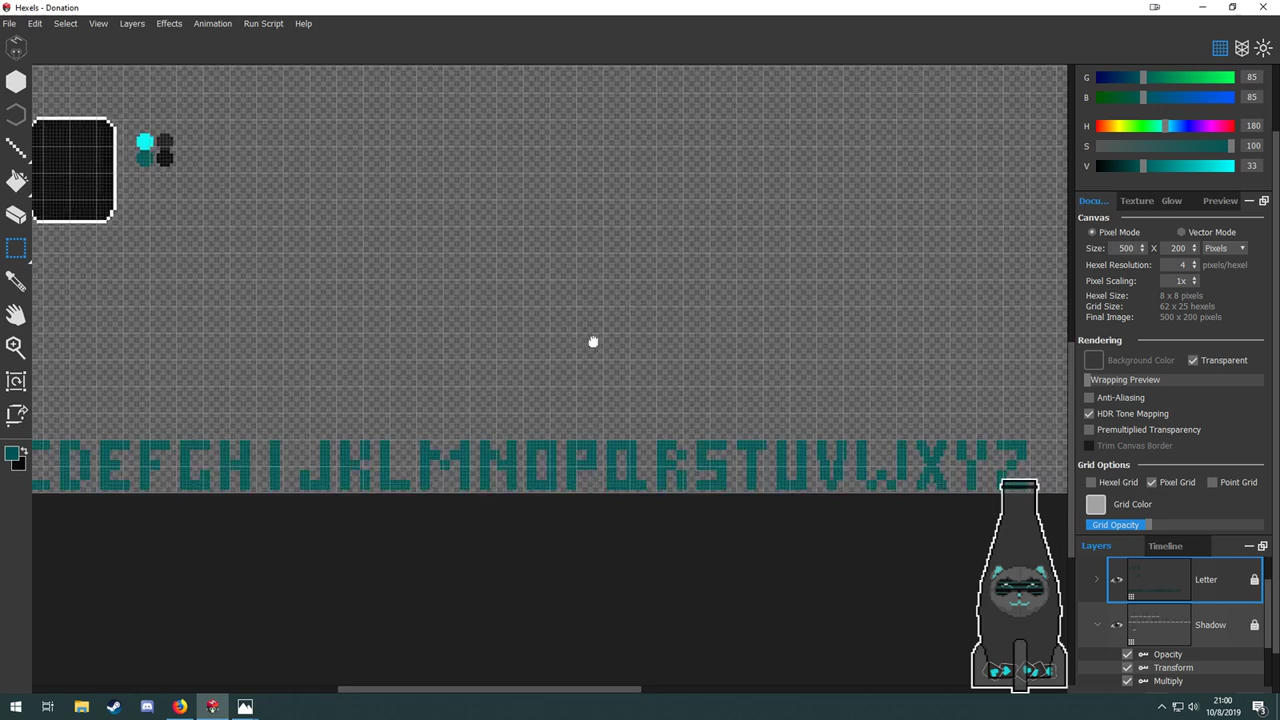 Hexels - Donation
File Edit Select View Layers Effects Animation Run Script Help
G 85
B 85
H 180
S 100
V 33
Docu... Texture Glow Preview
Canvas
Pixel Mode Vector Mode
Size: 500 X 200 Pixels
Hexel Resolution: 4 pixels/hexel
Pixel Scaling: 1x
Hexel Size: 8 x 8 pixels
Grid Size: 62 x 25 hexels
Final Image: 500 x 200 pixels
Rendering
Background Color Transparent
Wrapping Preview
Anti-Aliasing
HDR Tone Mapping
Premultiplied Transparency
Trim Canvas Border
Grid Options
Hexel Grid Pixel Grid Point Grid
Grid Color
Grid Opacity
CDEFGHIJKLMNOPQRSTUVWXYZ
Layers Timeline
Letter
Shadow
Opacity
Transform
Multiply
21:00
10/8/2019
3